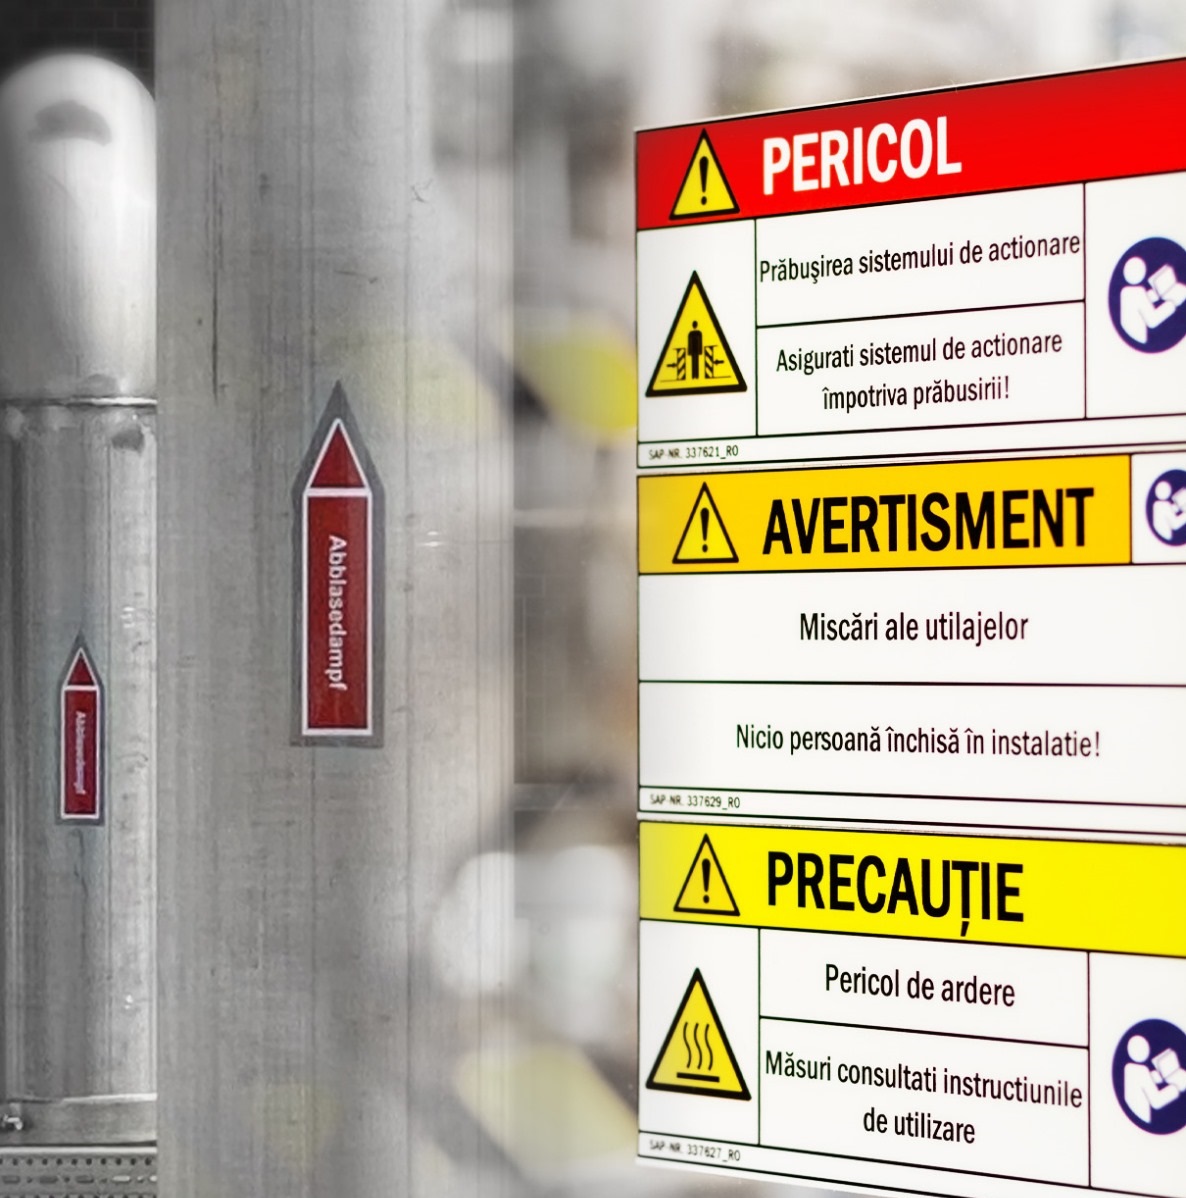 Abblasedampf
Abblasedampf
PERICOL
Prăbuşirea sistemului de actionare
Asigurati sistemul de actionare
împotriva prăbusirii!
SAP-NR. 337621_RO
AVERTISMENT
Miscări ale utilajelor
Nicio persoană închisă în instalatie!
SAP-NR. 337629_RO
PRECAUȚIE
Pericol de ardere
Măsuri consultati instructiunile
de utilizare
SAP-NR. 337627_RO